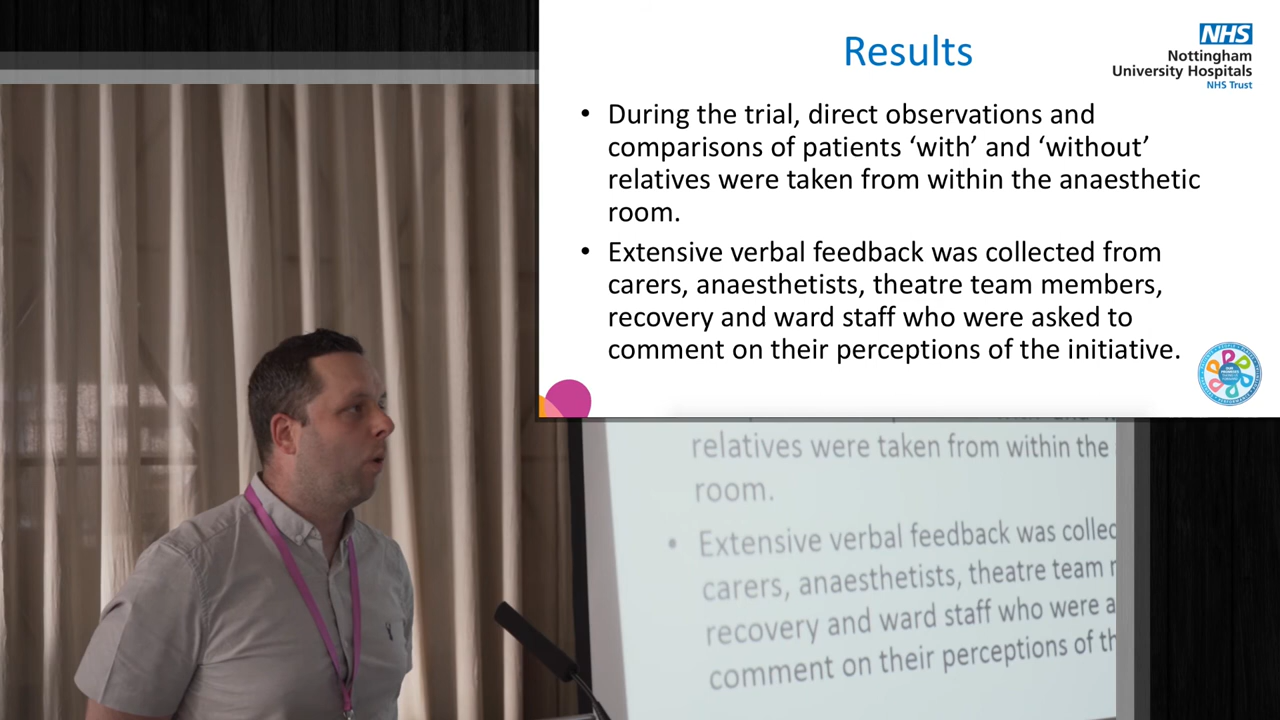 Results
NHS
Nottingham
University Hospitals
NHS Trust
• During the trial, direct observations and
comparisons of patients ‘with’ and ‘without’
relatives were taken from within the anaesthetic
room.
• Extensive verbal feedback was collected from
carers, anaesthetists, theatre team members,
recovery and ward staff who were asked to
comment on their perceptions of the initiative.
relatives were taken from within the
room.
• Extensive verbal feedback was collec
carers, anaesthetists, theatre team
recovery and ward staff who were a
comment on their perceptions of th